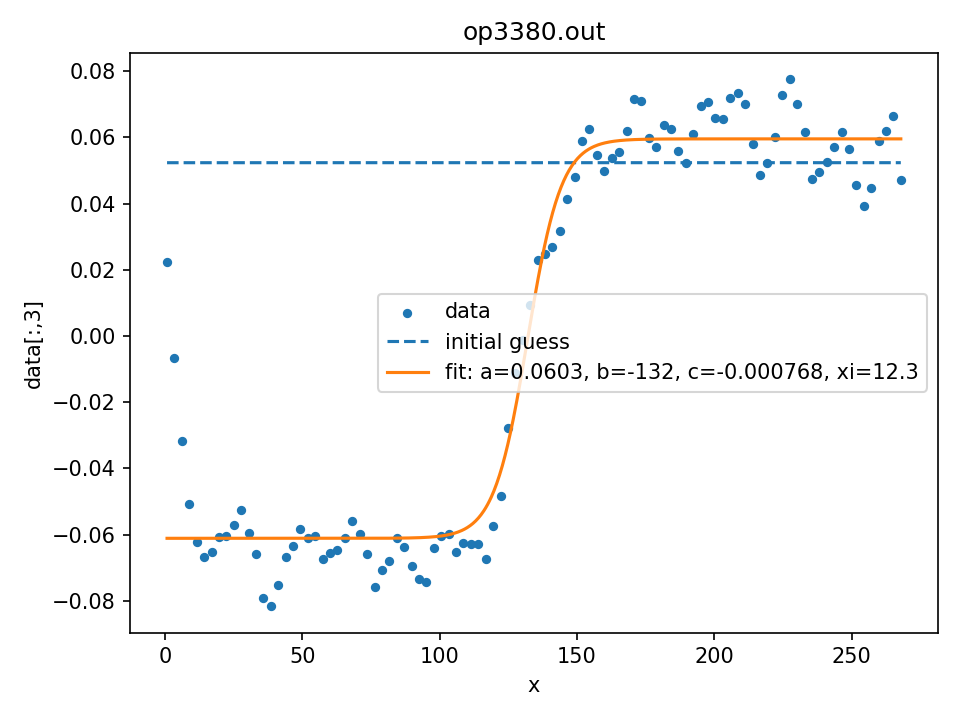 op3380.out
0.08
0.06
0.04
0.02
0.00
−0.02
−0.04
−0.06
−0.08
data[:,3]
data
initial guess
fit: a=0.0603, b=-132, c=-0.000768, xi=12.3
0 50 100 150 200 250
x